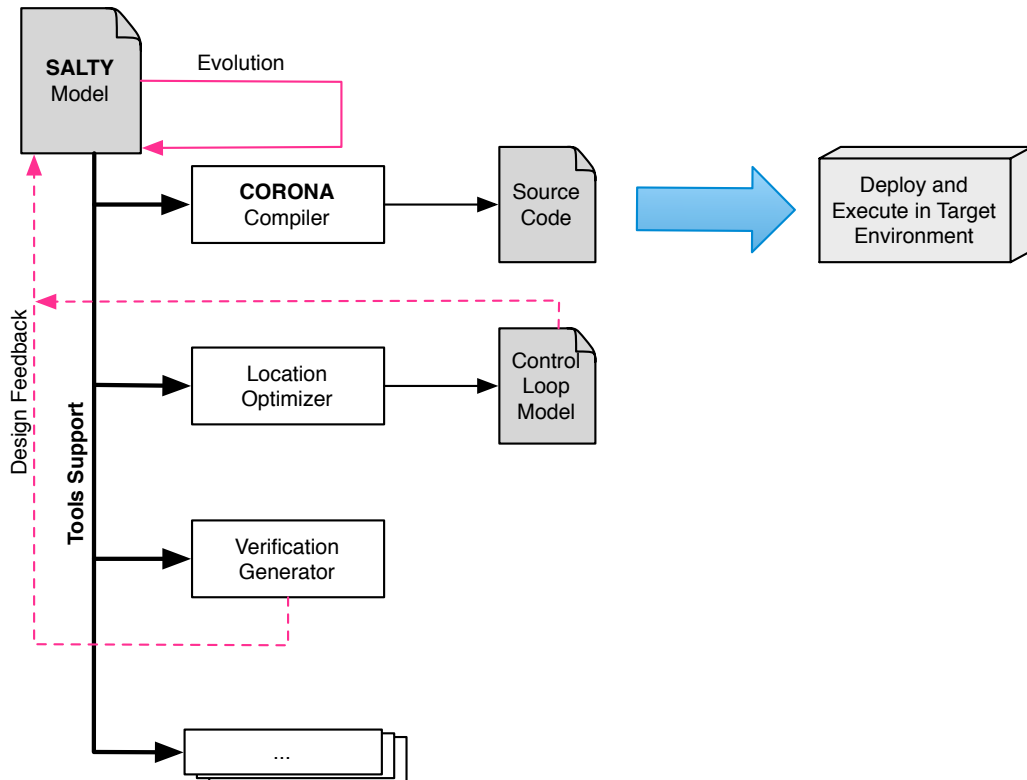 SALTY
Model
Evolution
CORONA
Compiler
Source
Code
Deploy and
Execute in Target
Environment
Design Feedback
Tools Support
Location
Optimizer
Control
Loop
Model
Verification
Generator
...